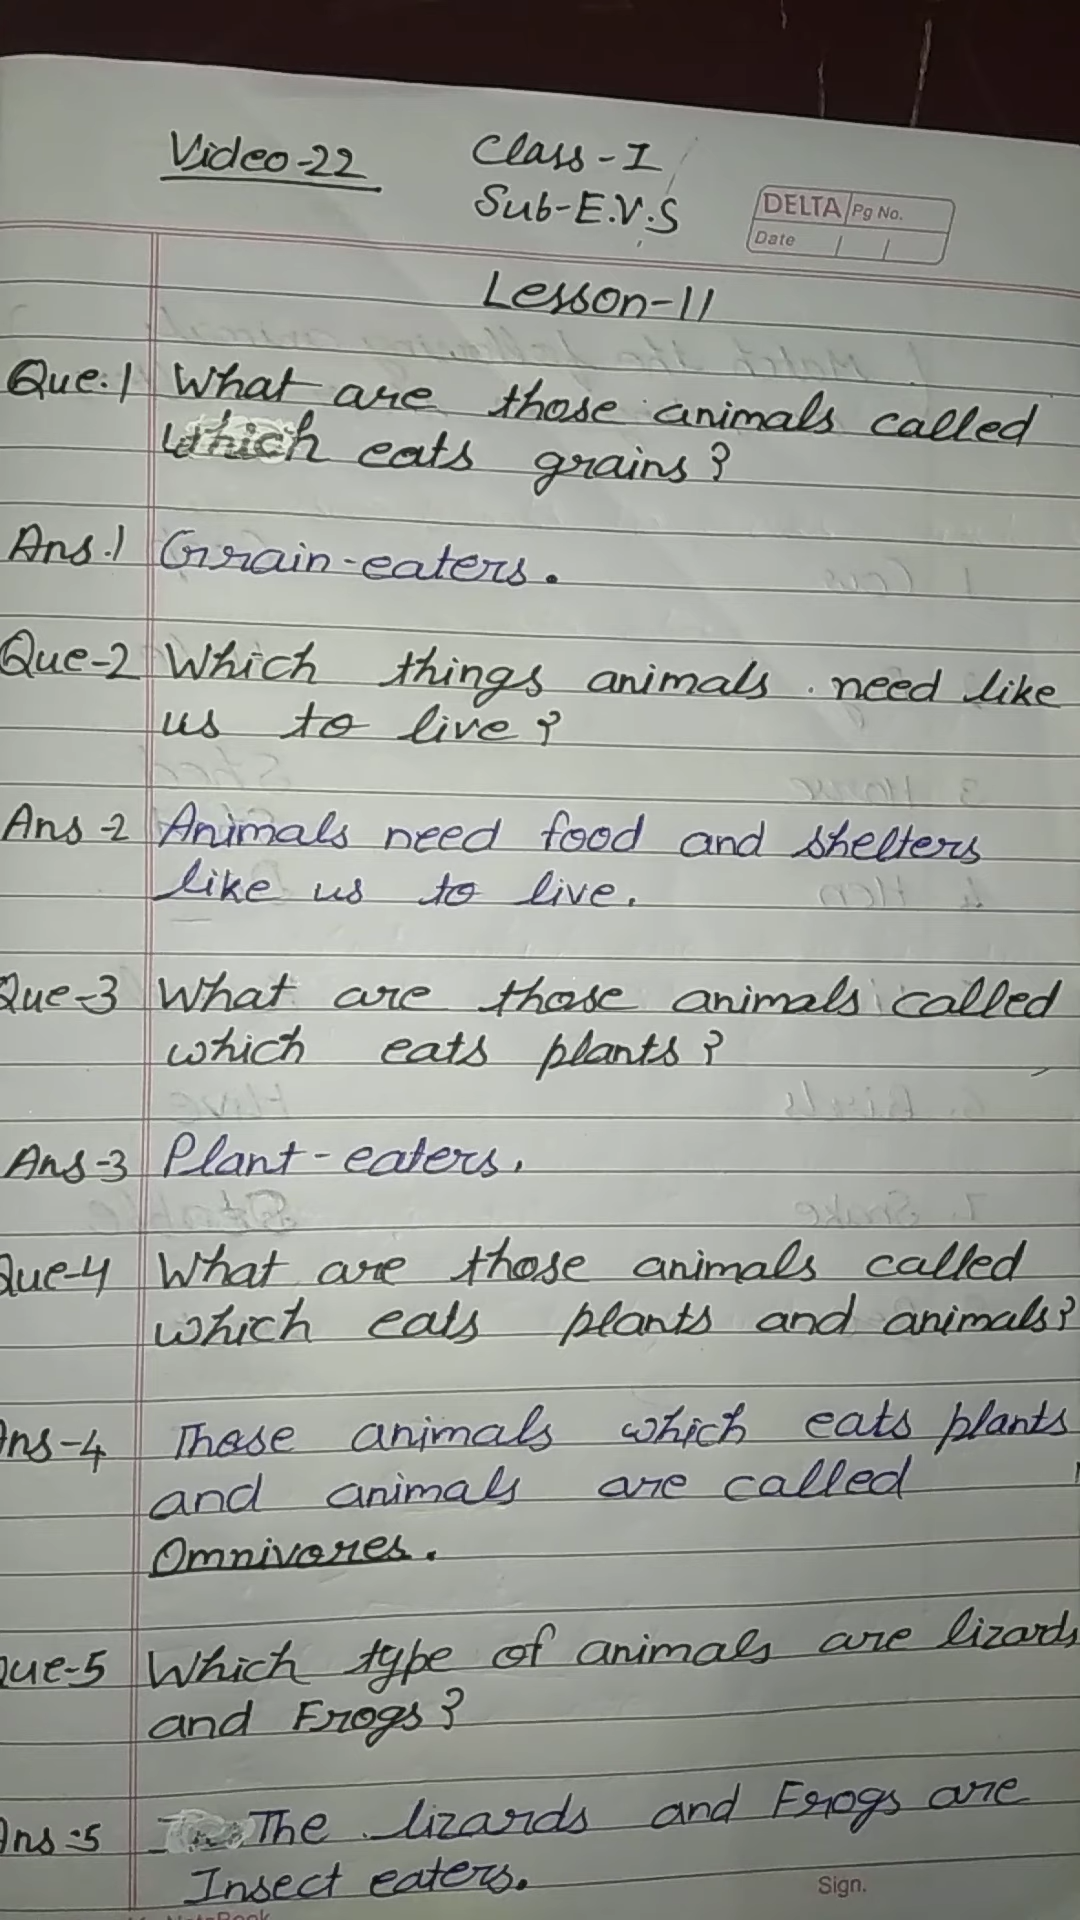 Video-22 Class-I
Sub-E.V.S
DELTA Pg No.
Date
Lesson-11
Que.1 What are those animals called
which eats grains?
Ans.1 Grain-eaters.
Que-2 Which things animals need like
us to live?
Ans-2 Animals need food and shelters
like us to live.
Que-3 What are those animals called
which eats plants?
Ans-3 Plant-eaters.
Que-4 What are those animals called
which eats plants and animals?
Ans-4 Those animals which eats plants
and animals are called
Omnivores.
Que-5 Which type of animals are lizards
and Frogs?
Ans-5 The lizards and Frogs are
Insect eaters.
Sign.